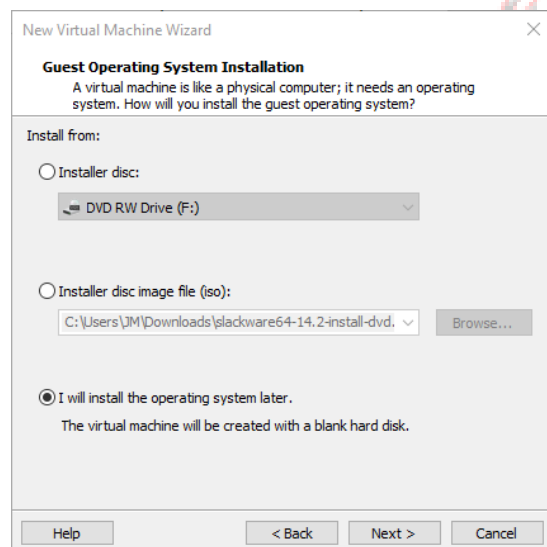 New Virtual Machine Wizard
Guest Operating System Installation
A virtual machine is like a physical computer; it needs an operating
system. How will you install the guest operating system?
Install from:
Installer disc:
DVD RW Drive (F:)
Installer disc image file (iso):
C:\Users\JM\Downloads\slackware64-14.2-install-dvd.
Browse...
I will install the operating system later.
The virtual machine will be created with a blank hard disk.
Help
< Back
Next >
Cancel